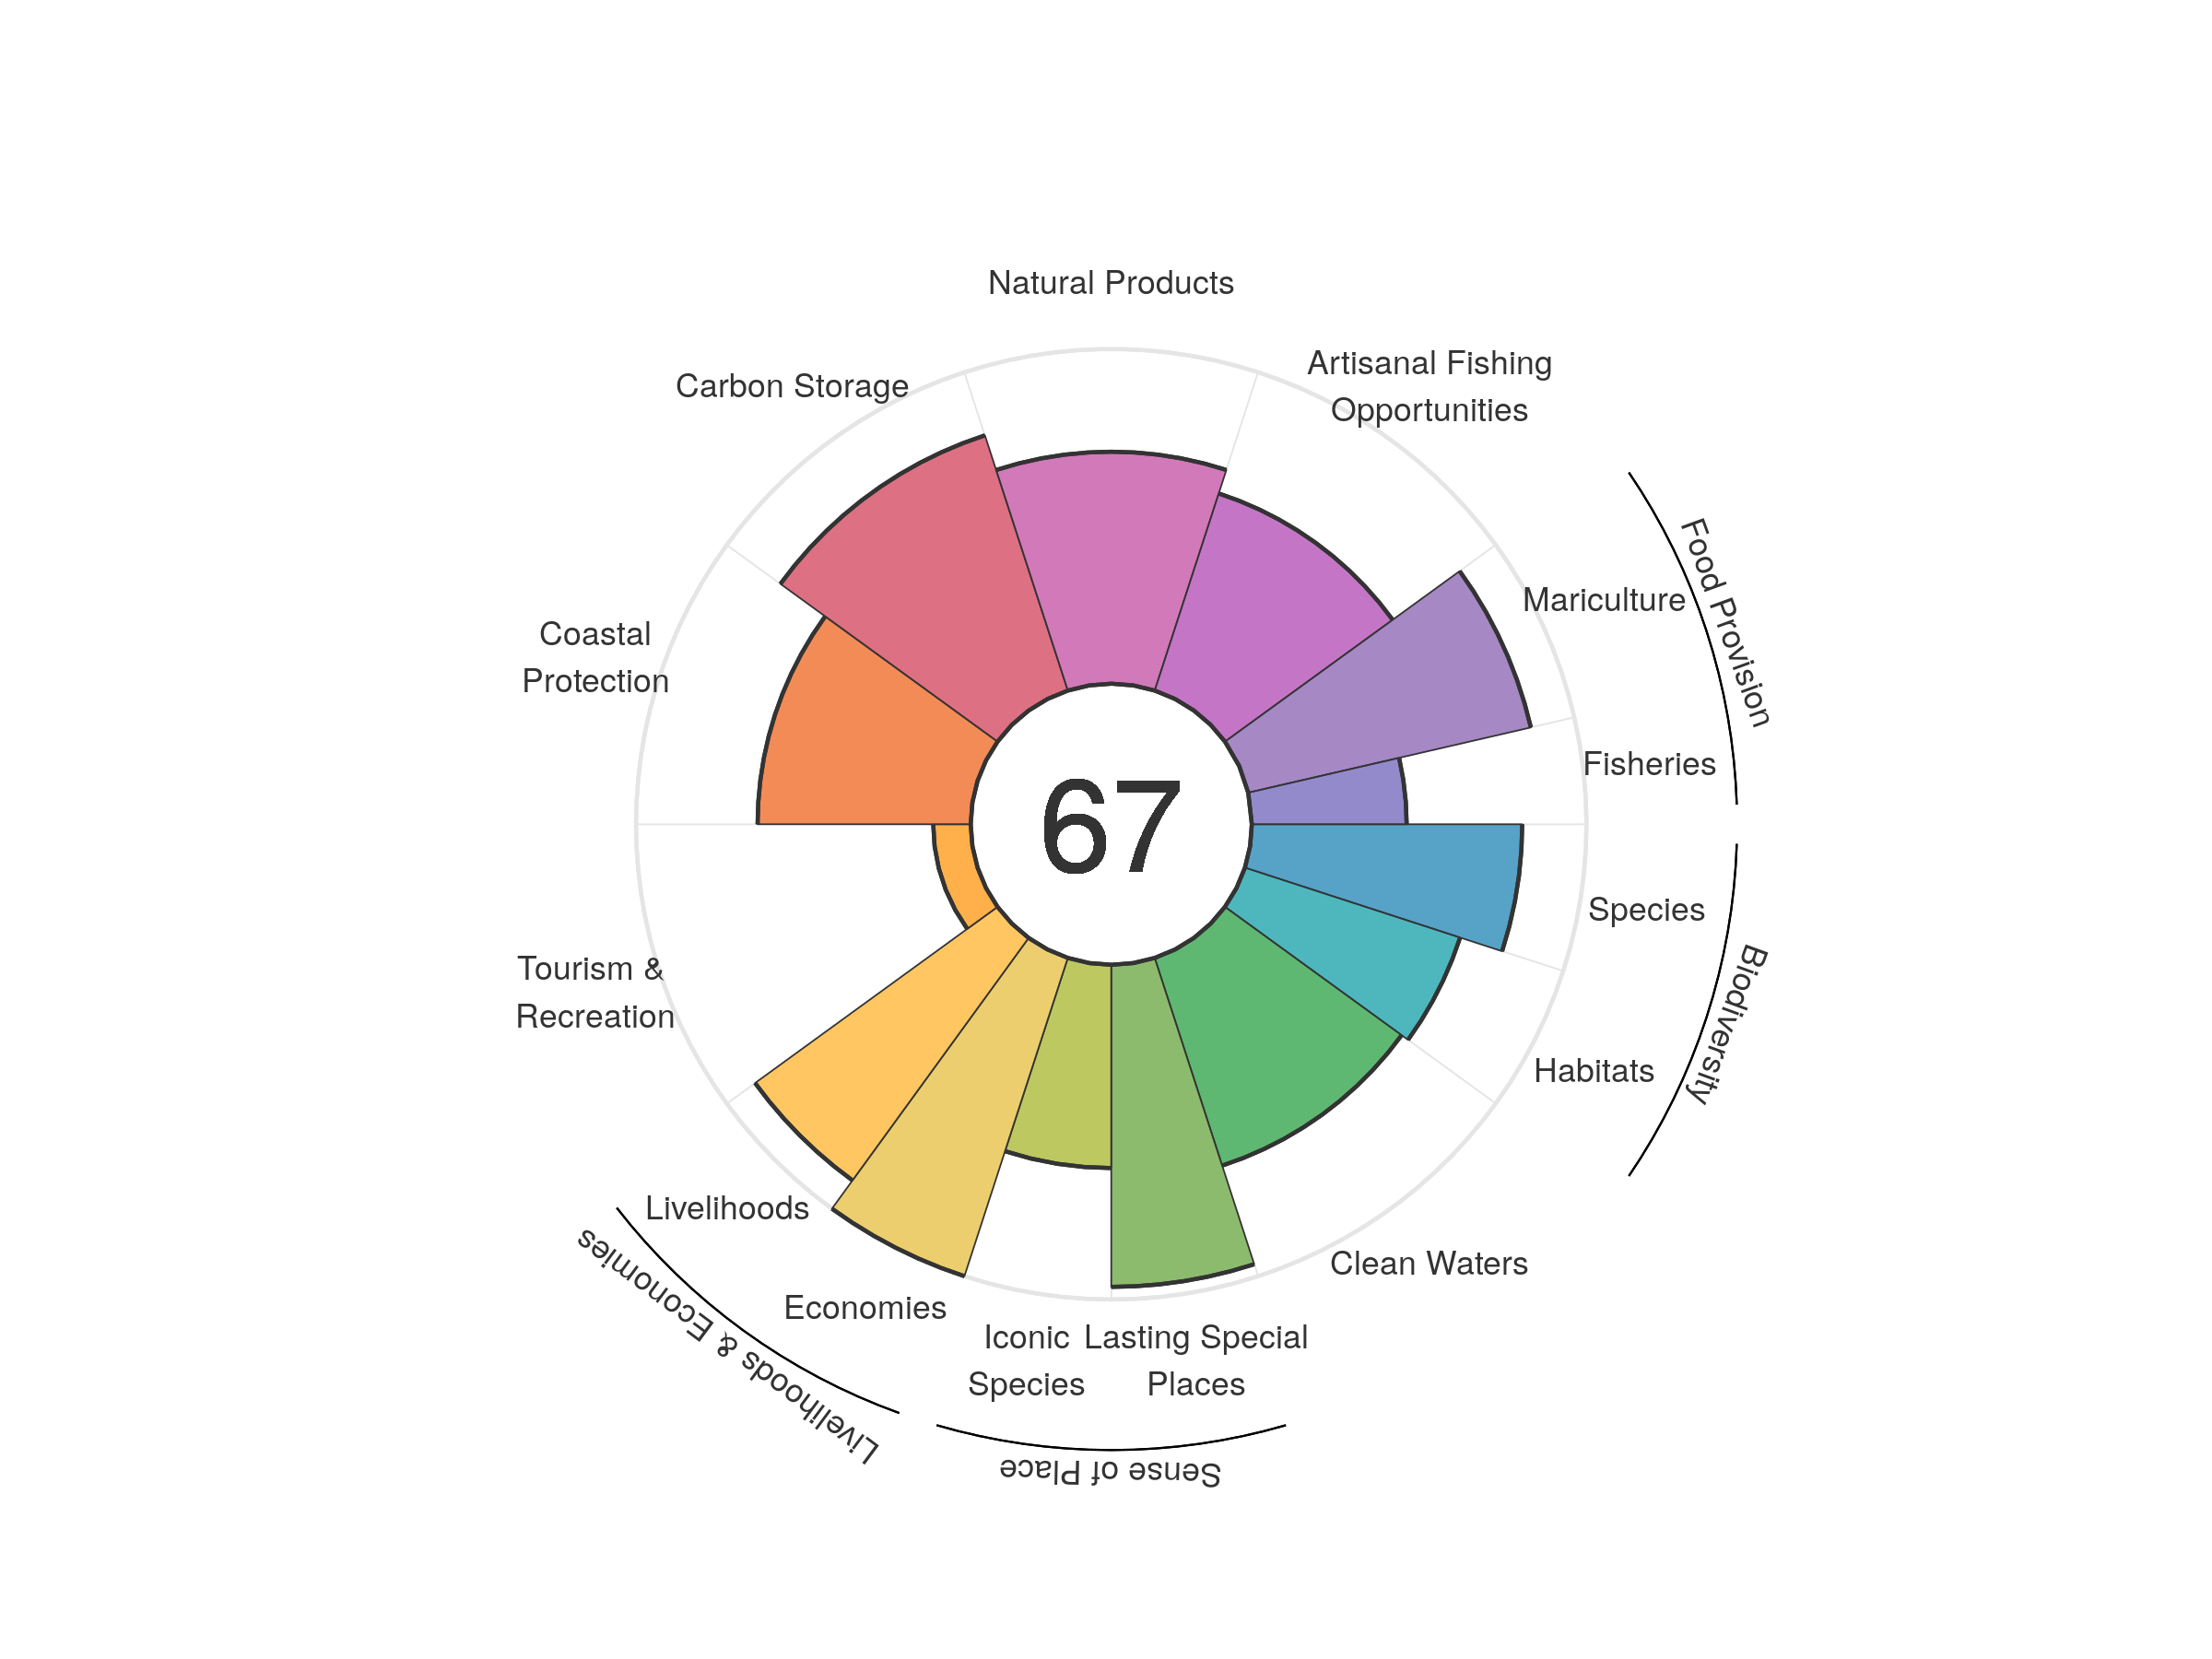 Natural Products
Carbon Storage
Artisanal Fishing
Opportunities
Mariculture
Food Provision
Coastal
Protection
67
Fisheries
Species
Biodiversity
Tourism &
Recreation
Habitats
Livelihoods
Clean Waters
Economies
Livelihoods & Economies
Iconic
Species
Lasting Special
Places
Sense of Place